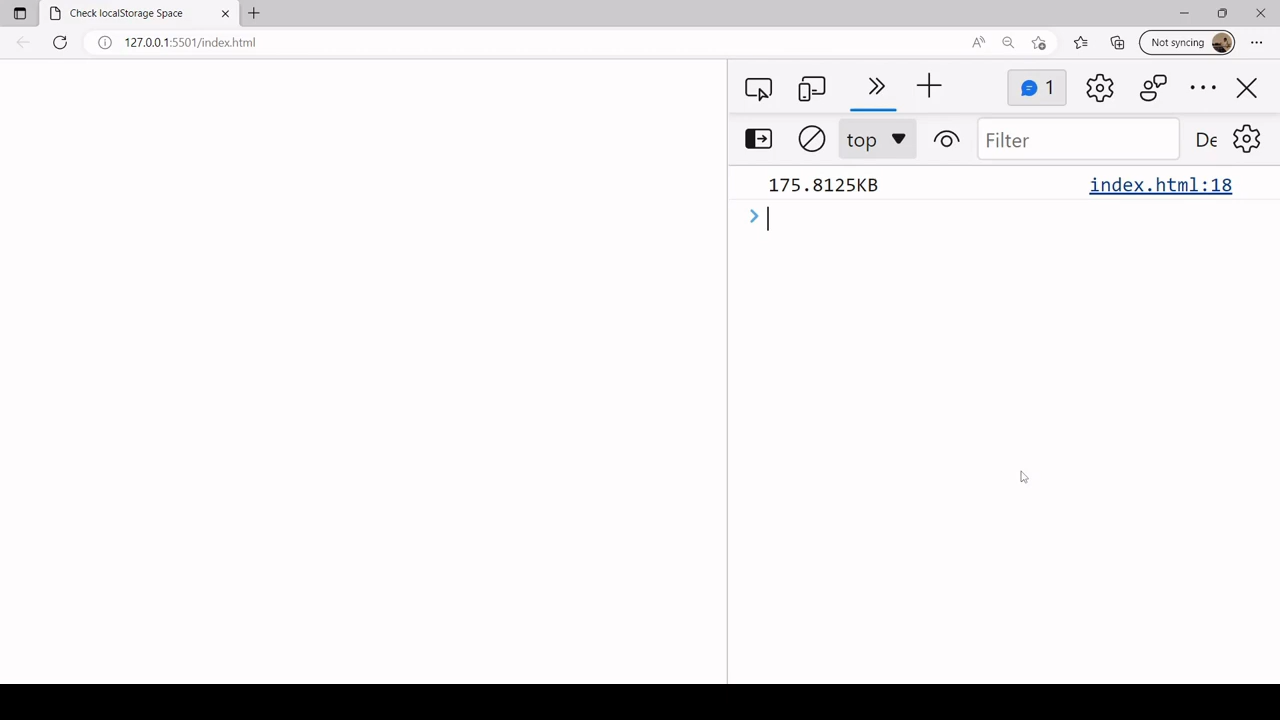 Check localStorage Space
127.0.0.1:5501/index.html
Not syncing
1
top
Filter
De
175.8125KB
index.html:18